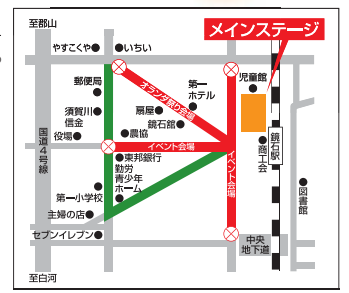 至郡山
メインステージ
やすこくや
いちい
郵便局
オランダ祭り会場
第一
ホテル
児童館
須賀川
信金
扇屋
鏡石館
役場
農協
国道4号線
イベント会場
鏡石駅
商工会
東邦銀行
勤労
青少年
ホーム
イベント会場
第一小学校
主婦の店
図書館
セブンイレブン
中央
地下道
至白河